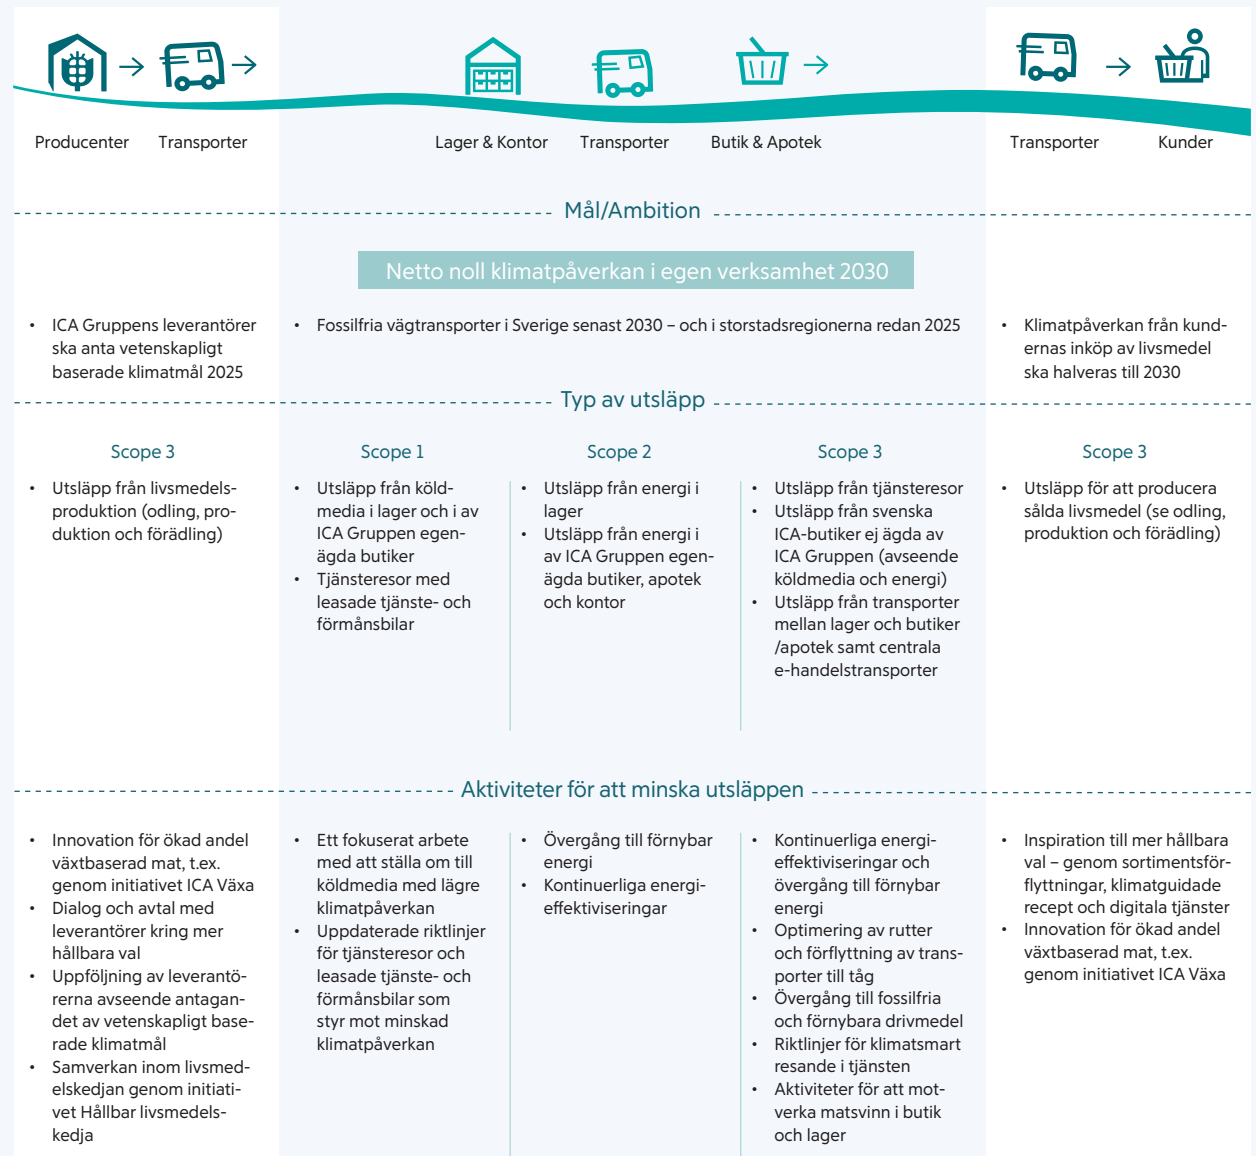 Producenter
Transporter
Lager & Kontor
Transporter
Butik & Apotek
Transporter
Kunder
Mål/Ambition
Netto noll klimatpåverkan i egen verksamhet 2030
• ICA Gruppens leverantörer
ska anta vetenskapligt
baserade klimatmål 2025
• Fossilfria vägtransporter i Sverige senast 2030 – och i storstadsregionerna redan 2025
• Klimatpåverkan från kund-
ernas inköp av livsmedel
ska halveras till 2030
Typ av utsläpp
Scope 3
• Utsläpp från livsmedels-
produktion (odling, pro-
duktion och förädling)
Scope 1
• Utsläpp från köld-
media i lager och i av
ICA Gruppen egen-
ägda butiker
• Tjänsteresor med
leasade tjänste- och
förmånsbilar
Scope 2
• Utsläpp från energi i
lager
• Utsläpp från energi i
av ICA Gruppen egen-
ägda butiker, apotek
och kontor
Scope 3
• Utsläpp från tjänsteresor
• Utsläpp från svenska
ICA-butiker ej ägda av
ICA Gruppen (avseende
köldmedia och energi)
• Utsläpp från transporter
mellan lager och butiker
/apotek samt centrala
e-handelstransporter
Scope 3
• Utsläpp för att producera
sålda livsmedel (se odling,
produktion och förädling)
Aktiviteter för att minska utsläppen
• Innovation för ökad andel
växtbaserad mat, t.ex.
genom initiativet ICA Växa
• Dialog och avtal med
leverantörer kring mer
hållbara val
• Uppföljning av leverantö-
rerna avseende antagan-
det av vetenskapligt base-
rade klimatmål
• Samverkan inom livsmed-
elskedjan genom initiati-
vet Hållbar livsmedels-
kedja
• Ett fokuserat arbete
med att ställa om till
köldmedia med lägre
klimatpåverkan
• Uppdaterade riktlinjer
för tjänsteresor och
leasade tjänste- och
förmånsbilar som
styr mot minskad
klimatpåverkan
• Övergång till förnybar
energi
• Kontinuerliga energi-
effektiviseringar
• Kontinuerliga energi-
effektiviseringar och
övergång till förnybar
energi
• Optimering av rutter
och förflyttning av trans-
porter till tåg
• Övergång till fossilfria
och förnybara drivmedel
• Riktlinjer för klimatsmart
resande i tjänsten
• Aktiviteter för att mot-
verka matsvinn i butik
och lager
• Inspiration till mer hållbara
val – genom sortimentsför-
flyttningar, klimatguidade
recept och digitala tjänster
• Innovation för ökad andel
växtbaserad mat, t.ex.
genom initiativet ICA Växa